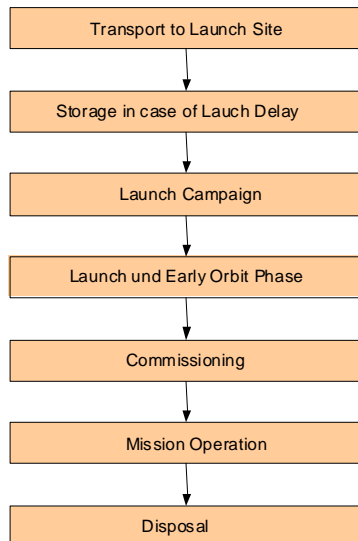 Transport to Launch Site
Storage in case of Lauch Delay
Launch Campaign
Launch und Early Orbit Phase
Commissioning
Mission Operation
Disposal